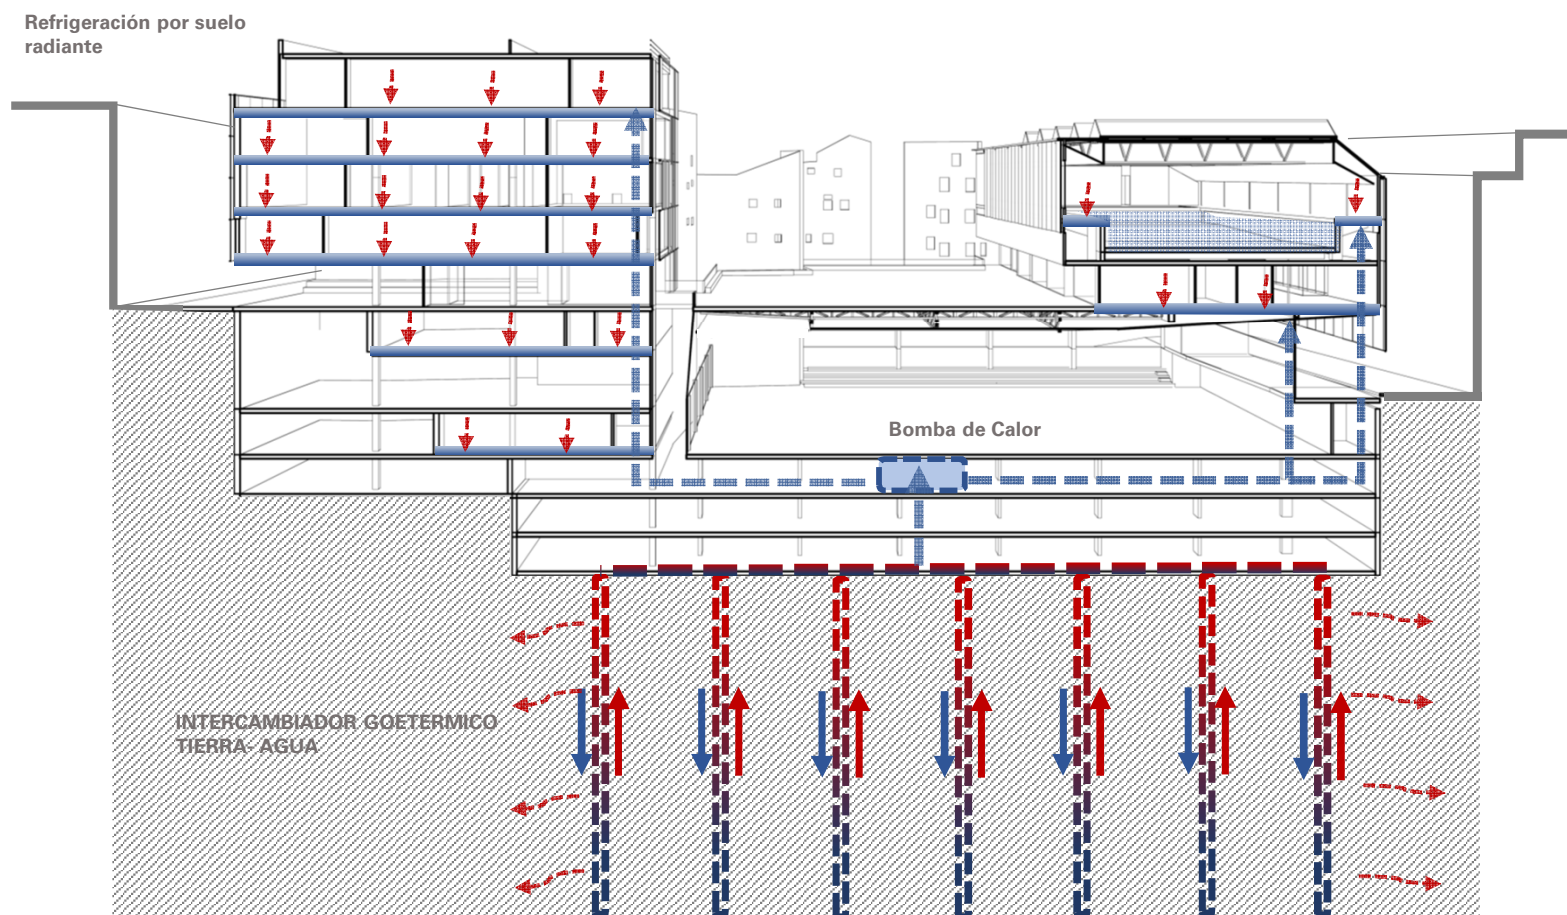 Refrigeración por suelo
radiante
Bomba de Calor
INTERCAMBIADOR GOETERMICO
TIERRA- AGUA